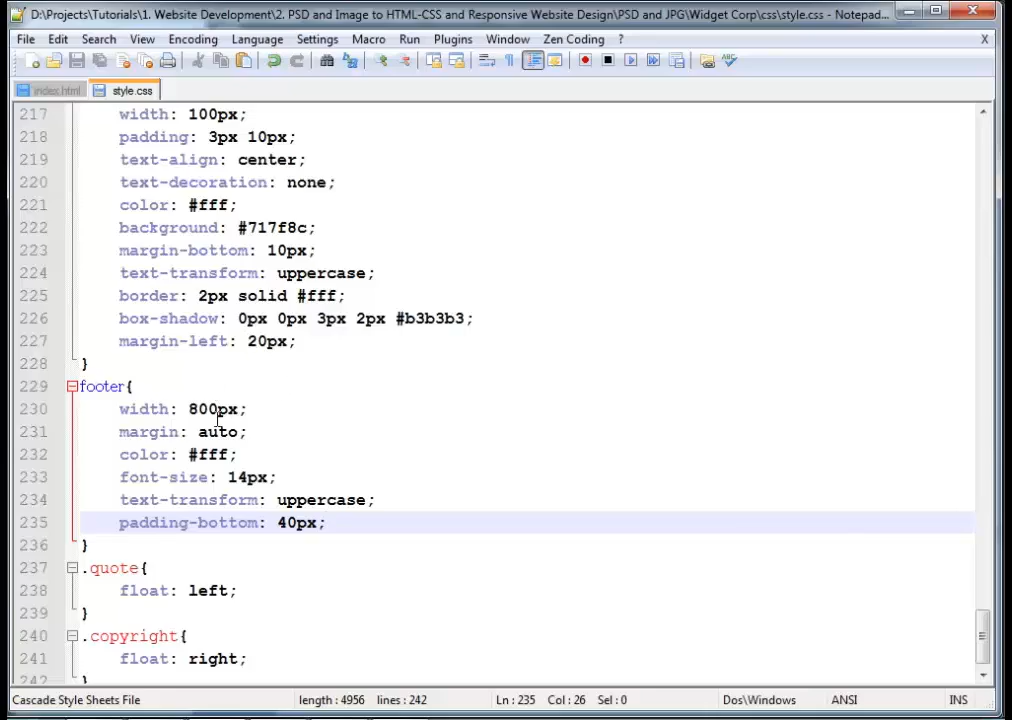 D:\Projects\Tutorials\1. Website Development\2. PSD and Image to HTML-CSS and Responsive Website Design\PSD and JPG\Widget Corp\css\style.css - Notepad...
File Edit Search View Encoding Language Settings Macro Run Plugins Window Zen Coding ? X
index.html style.css
217 width: 100px;
218 padding: 3px 10px;
219 text-align: center;
220 text-decoration: none;
221 color: #fff;
222 background: #717f8c;
223 margin-bottom: 10px;
224 text-transform: uppercase;
225 border: 2px solid #fff;
226 box-shadow: 0px 0px 3px 2px #b3b3b3;
227 margin-left: 20px;
228 }
229 footer{
230 width: 800px;
231 margin: auto;
232 color: #fff;
233 font-size: 14px;
234 text-transform: uppercase;
235 padding-bottom: 40px;
236 }
237 .quote{
238 float: left;
239 }
240 .copyright{
241 float: right;
242 }
Cascade Style Sheets File length : 4956 lines : 242 Ln : 235 Col : 26 Sel : 0 Dos\Windows ANSI INS